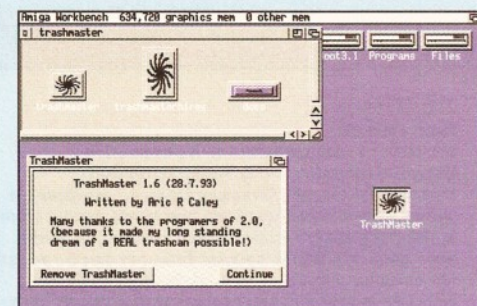 Amiga Workbench 634,720 graphics mem 0 other mem
trashmaster
oot3.1 Programs Files
trashmaster
TrashMaster
TrashMaster 1.6 (28.7.93)
Written by Aric R Caley
Many thanks to the programers of 2.0,
(because it made my long standing
dream of a REAL trashcan possible!)
TrashMaster
Remove TrashMaster Continue